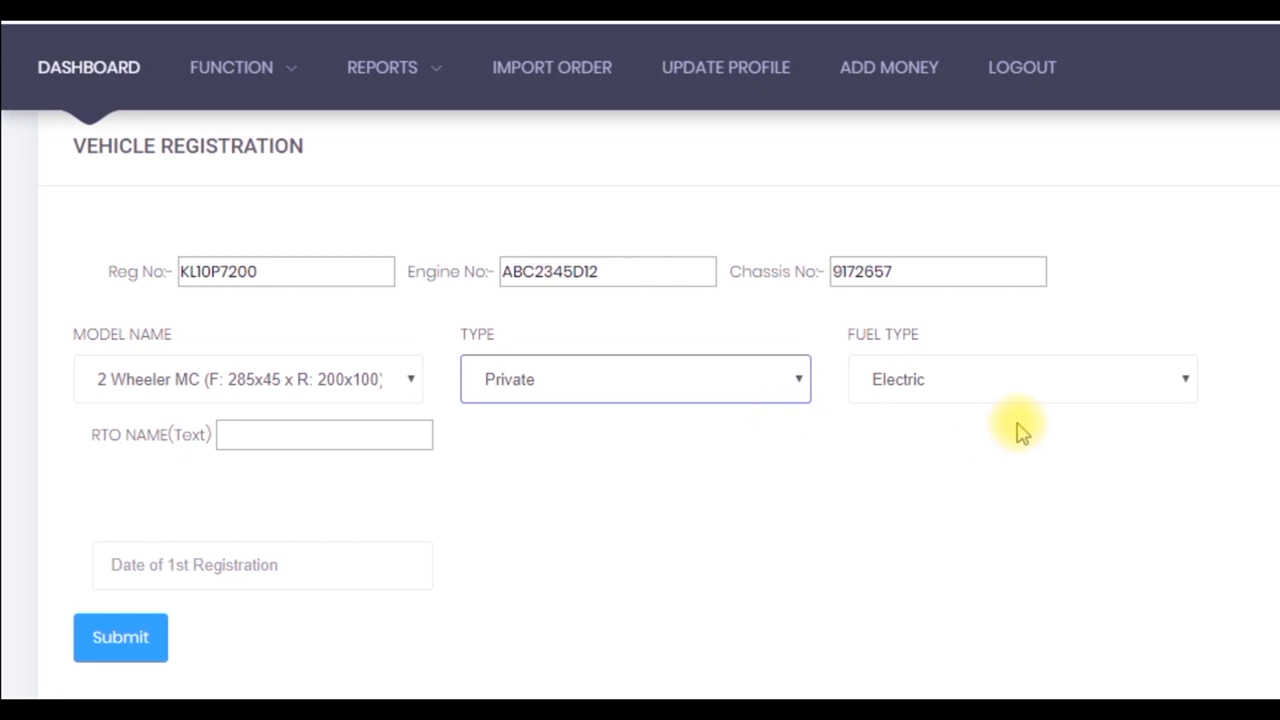 DASHBOARD FUNCTION REPORTS IMPORT ORDER UPDATE PROFILE ADD MONEY LOGOUT
VEHICLE REGISTRATION
Reg No:- KL10P7200 Engine No:- ABC2345D12 Chassis No:- 9172657
MODEL NAME TYPE FUEL TYPE
2 Wheeler MC (F: 285x45 x R: 200x100) Private Electric
RTO NAME(Text)
Date of 1st Registration
Submit